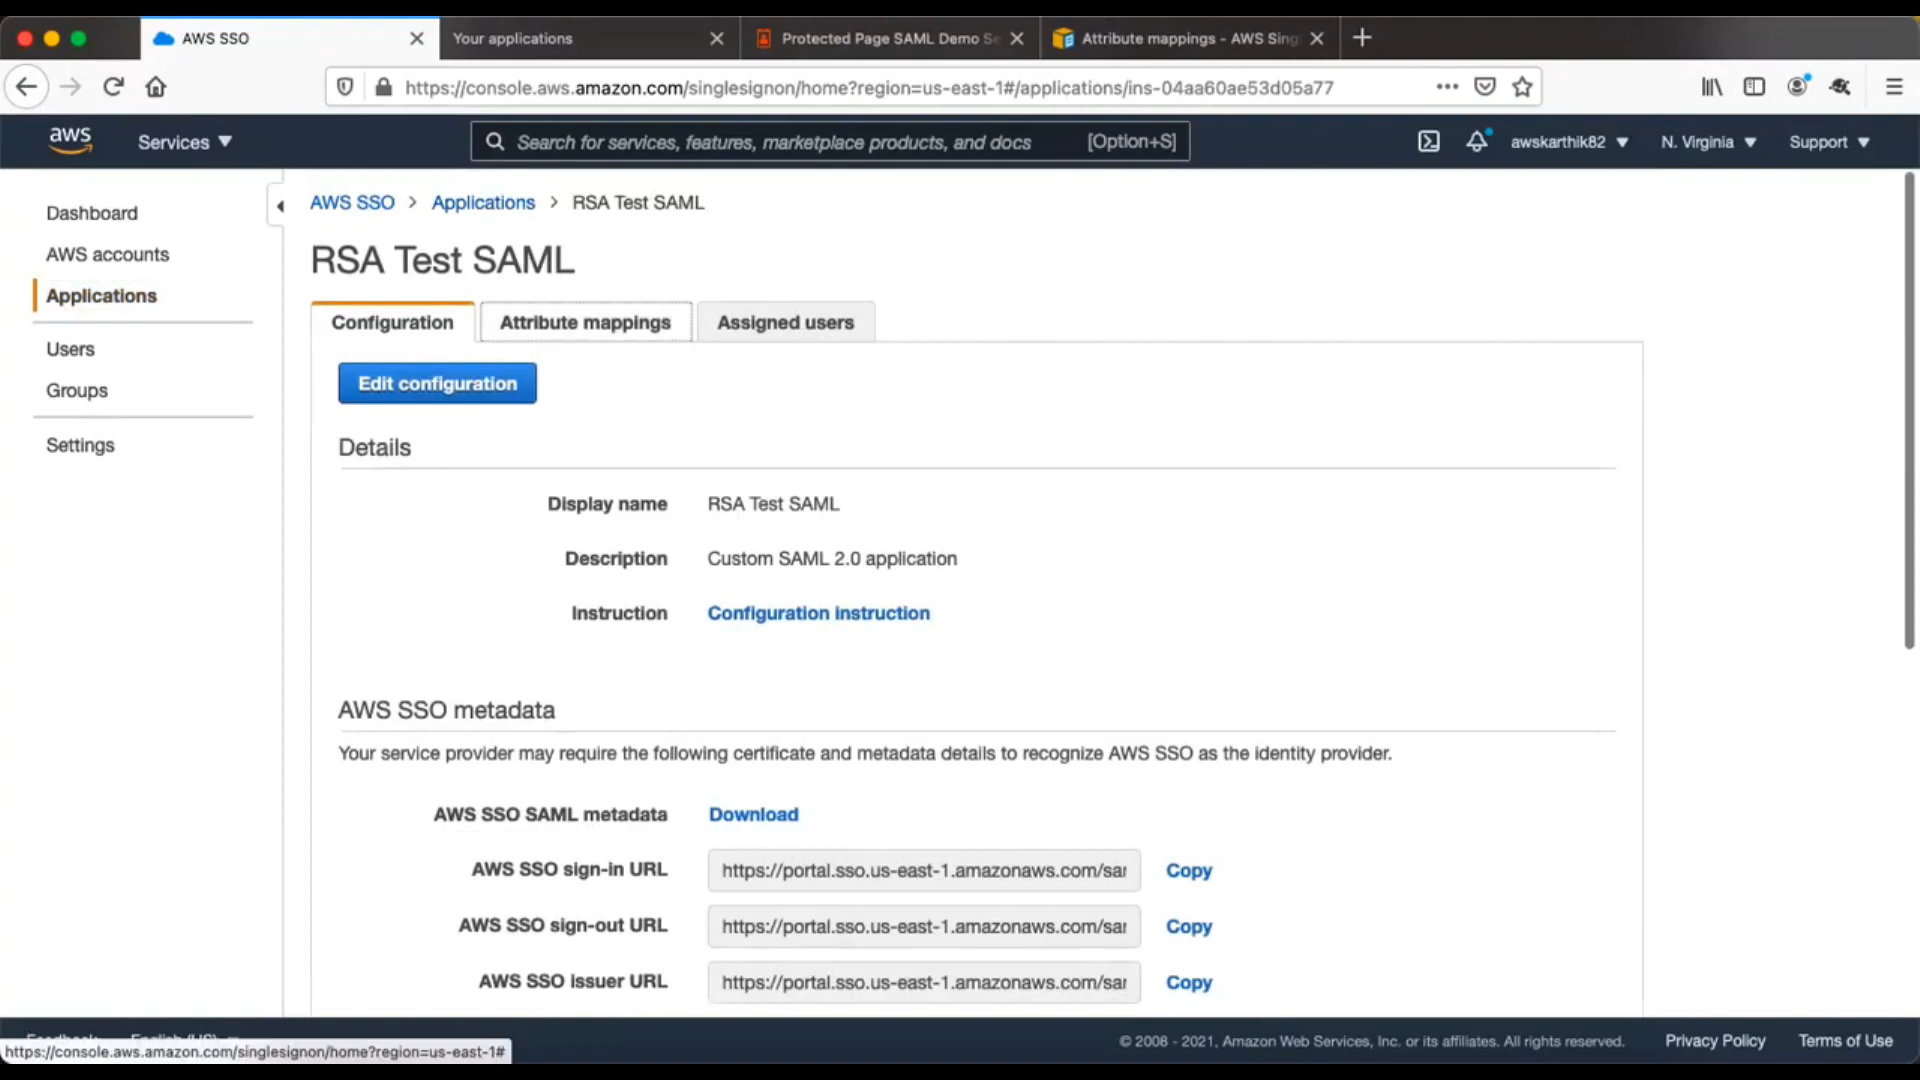 AWS SSO
Your applications
Protected Page SAML Demo Se
Attribute mappings - AWS Sing
https://console.aws.amazon.com/singlesignon/home?region=us-east-1#/applications/ins-04aa60ae53d05a77
aws
Services
Search for services, features, marketplace products, and docs
[Option+S]
awskarthik82
N. Virginia
Support
Dashboard
AWS accounts
Applications
Users
Groups
Settings
AWS SSO > Applications > RSA Test SAML
RSA Test SAML
Configuration
Attribute mappings
Assigned users
Edit configuration
Details
Display name RSA Test SAML
Description Custom SAML 2.0 application
Instruction Configuration instruction
AWS SSO metadata
Your service provider may require the following certificate and metadata details to recognize AWS SSO as the identity provider.
AWS SSO SAML metadata Download
AWS SSO sign-in URL https://portal.sso.us-east-1.amazonaws.com/sar Copy
AWS SSO sign-out URL https://portal.sso.us-east-1.amazonaws.com/sar Copy
AWS SSO issuer URL https://portal.sso.us-east-1.amazonaws.com/sar Copy
© 2008 - 2021, Amazon Web Services, Inc. or its affiliates. All rights reserved.
Privacy Policy
Terms of Use
https://console.aws.amazon.com/singlesignon/home?region=us-east-1#